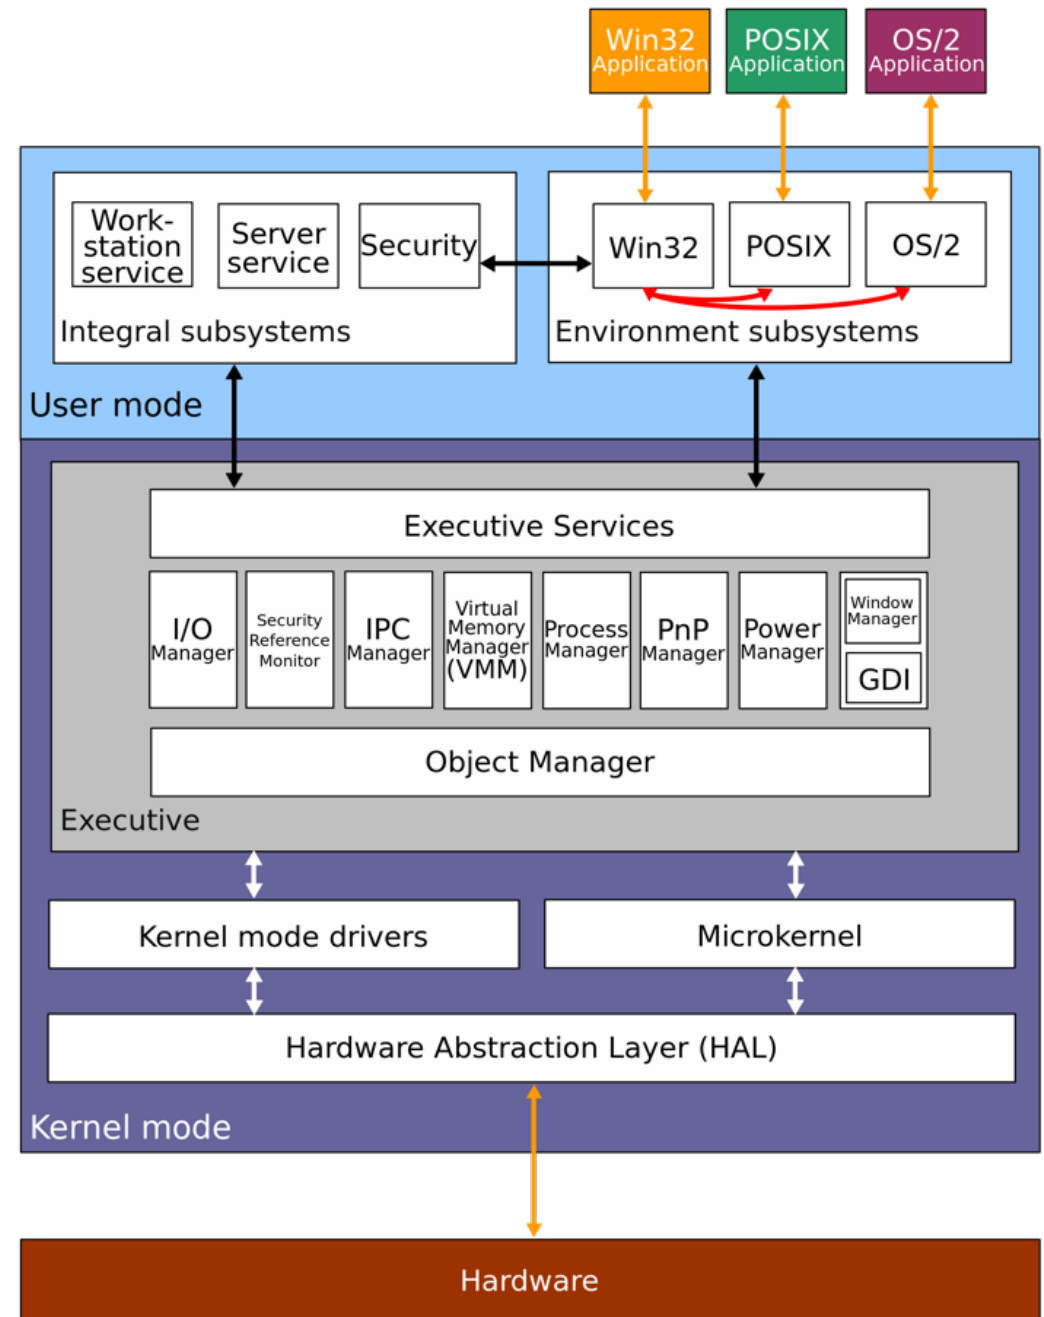 Win32
Application
POSIX
Application
OS/2
Application
Work-
station
service
Server
service
Security
Integral subsystems
Win32
POSIX
OS/2
Environment subsystems
User mode
Executive Services
I/O
Manager
Security
Reference
Monitor
IPC
Manager
Virtual
Memory
Manager
(VMM)
Process
Manager
PnP
Manager
Power
Manager
Window
Manager
GDI
Object Manager
Executive
Kernel mode drivers
Microkernel
Hardware Abstraction Layer (HAL)
Kernel mode
Hardware